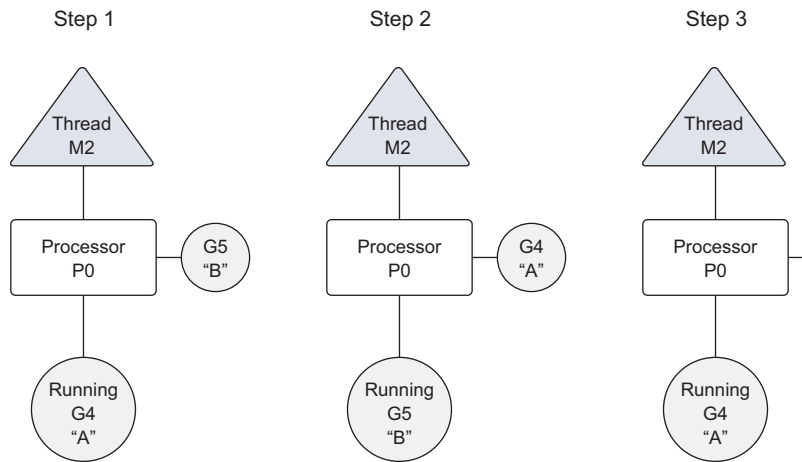 Step 1
Step 2
Step 3
Thread
M2
Thread
M2
Thread
M2
Processor
P0
G5
“B”
Processor
P0
G4
“A”
Processor
P0
Running
G4
“A”
Running
G5
“B”
Running
G4
“A”